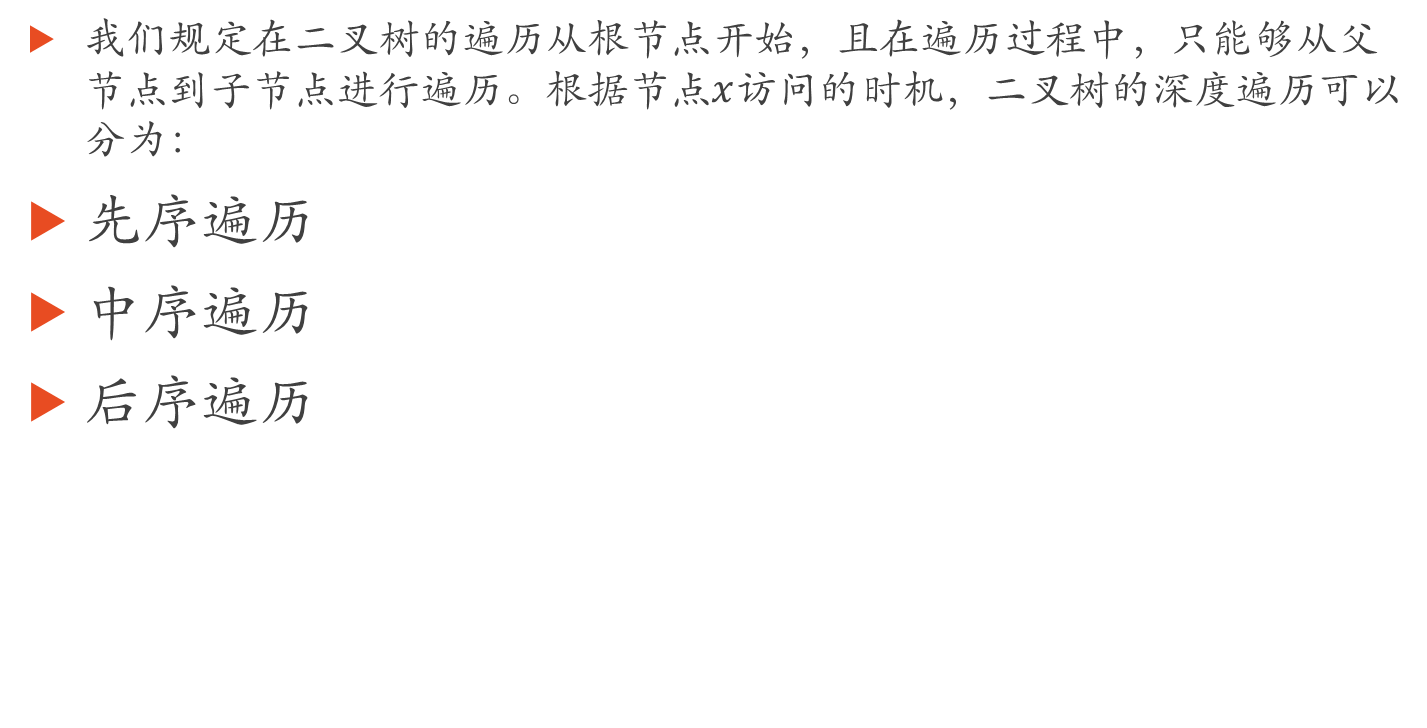 我们规定在二叉树的遍历从根节点开始，且在遍历过程中，只能够从父
节点到子节点进行遍历。根据节点x访问的时机，二叉树的深度遍历可以
分为：
先序遍历
中序遍历
后序遍历